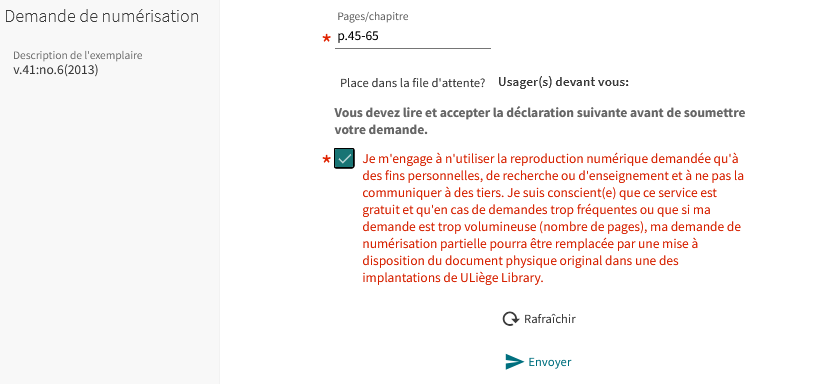 Demande de numérisation
Description de l'exemplaire
v.41:no.6(2013)
Pages/chapitre
* p.45-65
Place dans la file d'attente? Usager(s) devant vous:
Vous devez lire et accepter la déclaration suivante avant de soumettre
votre demande.
* Je m'engage à n'utiliser la reproduction numérique demandée qu'à
des fins personnelles, de recherche ou d'enseignement et à ne pas la
communiquer à des tiers. Je suis conscient(e) que ce service est
gratuit et qu'en cas de demandes trop fréquentes ou que si ma
demande est trop volumineuse (nombre de pages), ma demande de
numérisation partielle pourra être remplacée par une mise à
disposition du document physique original dans une des
implantations de ULiège Library.
Rafraîchir
Envoyer